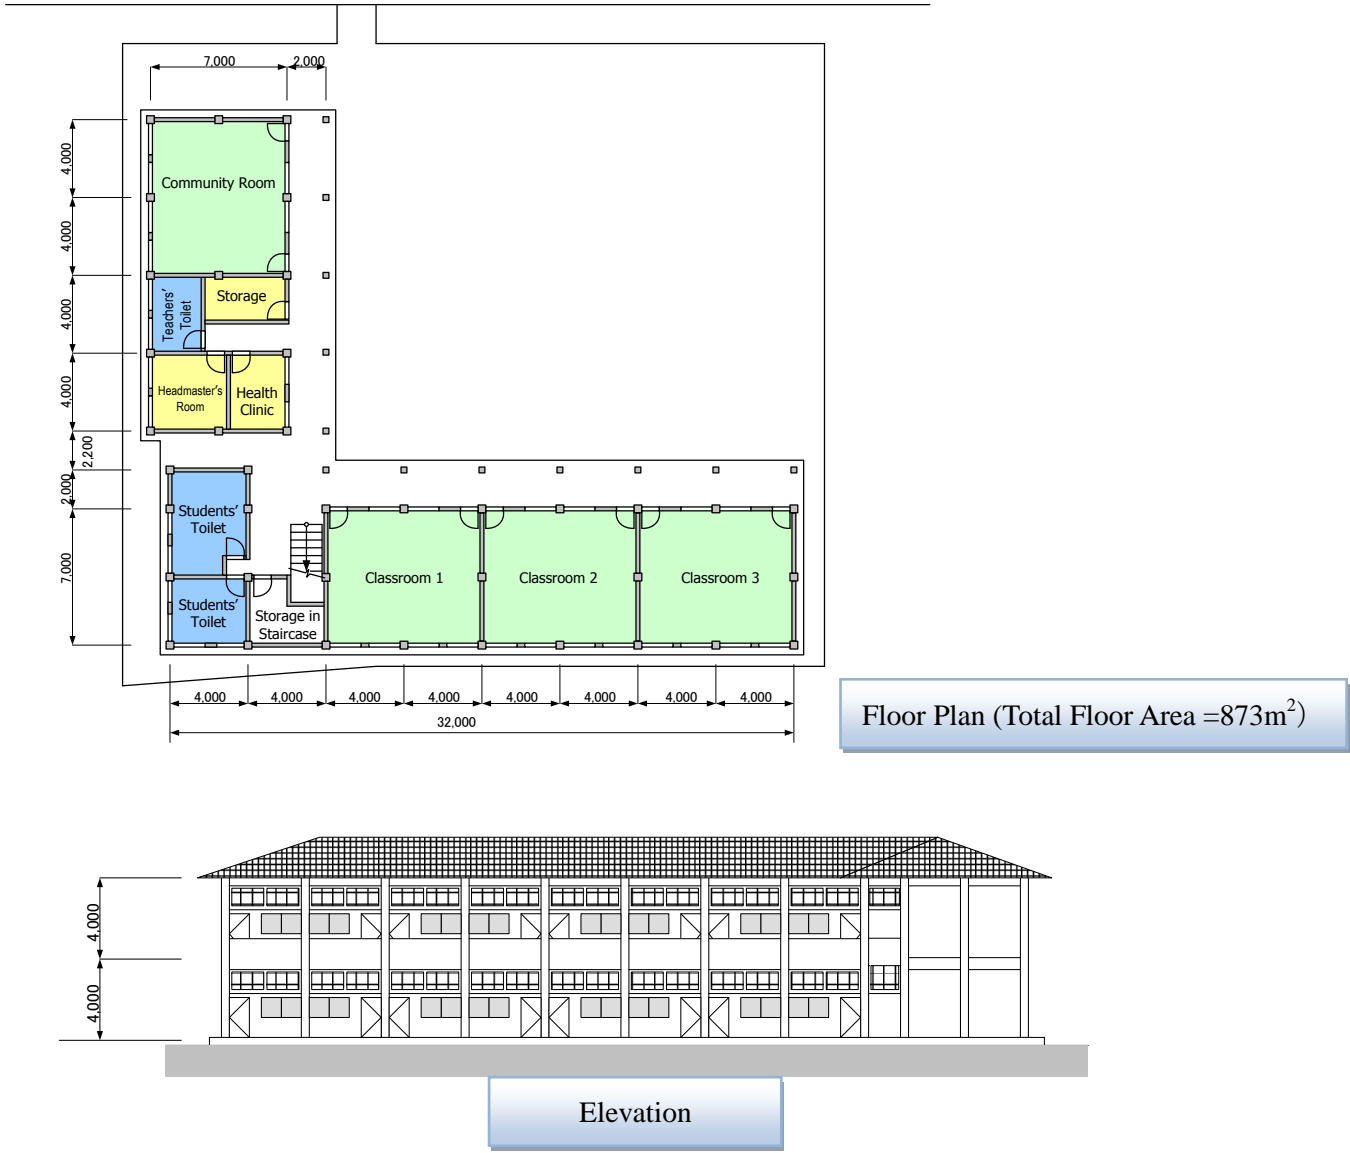 7,000
2,000
4,000
Community Room
4,000
4,000
Teachers'
Toilet
Storage
4,000
Headmaster's
Room
Health
Clinic
2,200
2,000
Students'
Toilet
7,000
Classroom 1
Classroom 2
Classroom 3
Students'
Toilet
Storage in
Staircase
4,000
4,000
4,000
4,000
4,000
4,000
4,000
4,000
32,000
Floor Plan (Total Floor Area =873m²)
4,000
4,000
Elevation